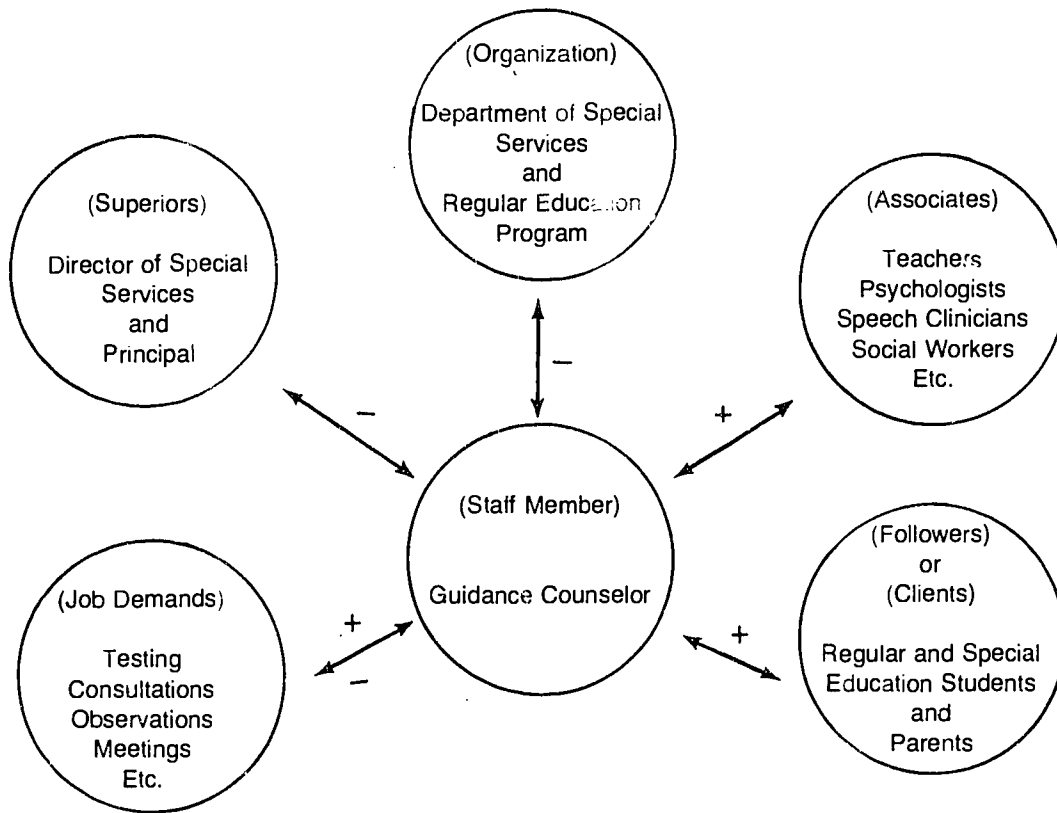 (Organization)
Department of Special
Services
and
Regular Education
Program
(Superiors)
Director of Special
Services
and
Principal
(Associates)
Teachers
Psychologists
Speech Clinicians
Social Workers
Etc.
−
−
+
(Staff Member)
Guidance Counselor
(Followers)
or
(Clients)
Regular and Special
Education Students
and
Parents
+
(Job Demands)
Testing
Consultations
Observations
Meetings
Etc.
+
−